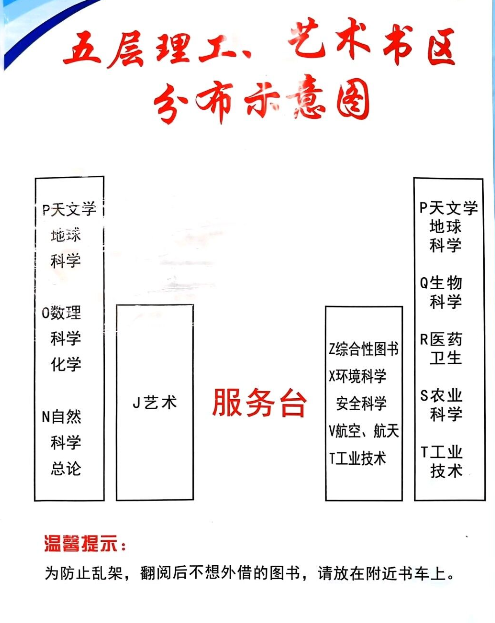 五层理工、艺术书区
分布示意图
P天文学
地球
科学
O数理
科学
化学
N自然
科学
总论
J艺术
服务台
Z综合性图书
X环境科学
安全科学
V航空、航天
T工业技术
P天文学
地球
科学
Q生物
科学
R医药
卫生
S农业
科学
T工业
技术
温馨提示：
为防止乱架，翻阅后不想外借的图书，请放在附近书车上。